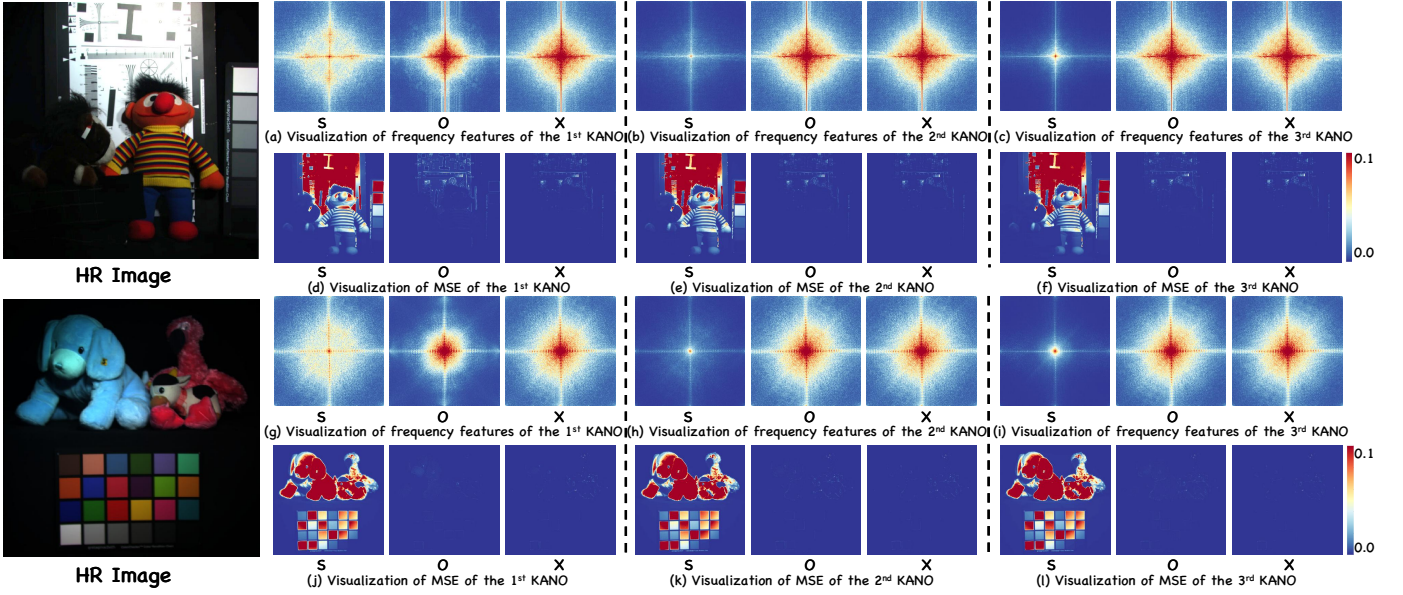 S O X S O X S O X
(a) Visualization of frequency features of the 1st KANO (b) Visualization of frequency features of the 2nd KANO (c) Visualization of frequency features of the 3rd KANO
0.1
0.0
HR Image
S O X S O X S O X
(d) Visualization of MSE of the 1st KANO (e) Visualization of MSE of the 2nd KANO (f) Visualization of MSE of the 3rd KANO
S O X S O X S O X
(g) Visualization of frequency features of the 1st KANO (h) Visualization of frequency features of the 2nd KANO (i) Visualization of frequency features of the 3rd KANO
0.1
0.0
HR Image
S O X S O X S O X
(j) Visualization of MSE of the 1st KANO (k) Visualization of MSE of the 2nd KANO (l) Visualization of MSE of the 3rd KANO